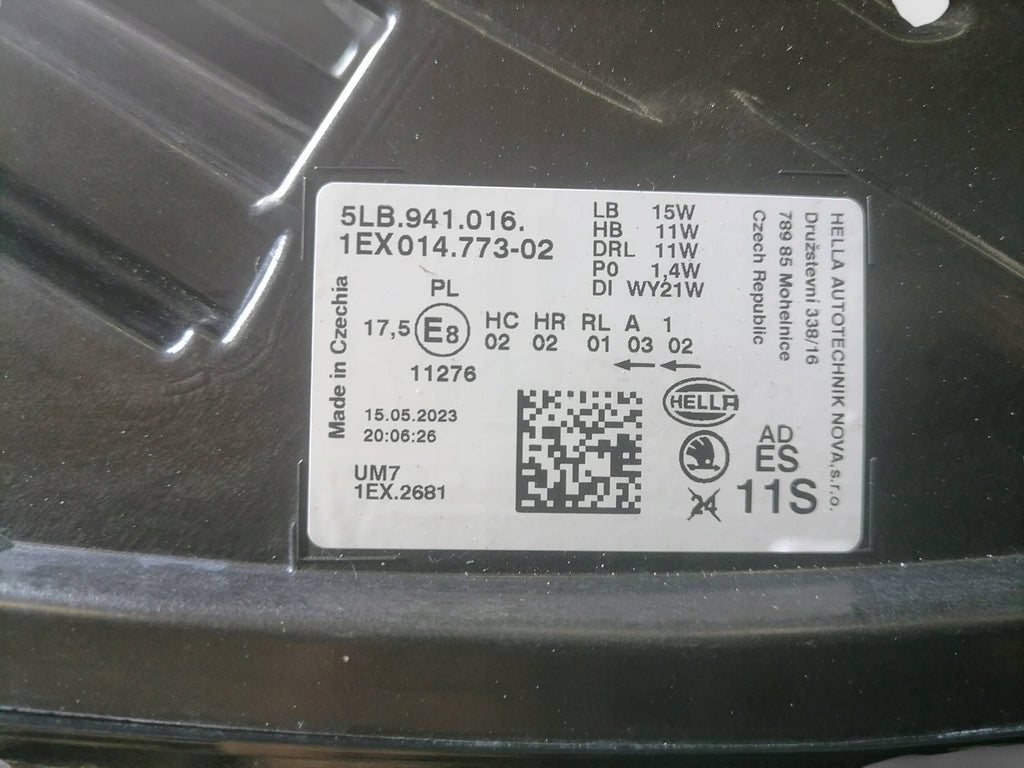 5LB.941.016.
1EX014.773-02
LB 15W
HB 11W
DRL 11W
P0 1,4W
DI WY21W
PL
17,5 E8
HC HR RL A 1
02 02 01 03 02
11276
15.05.2023
20:06:26
UM7
1EX.2681
Made in Czechia
HELLA
AD
ES
24
11S
HELLA AUTOTECHNIK NOVA,s.r.o.
Družstevní 338/16
789 85 Mohelnice
Czech Republic